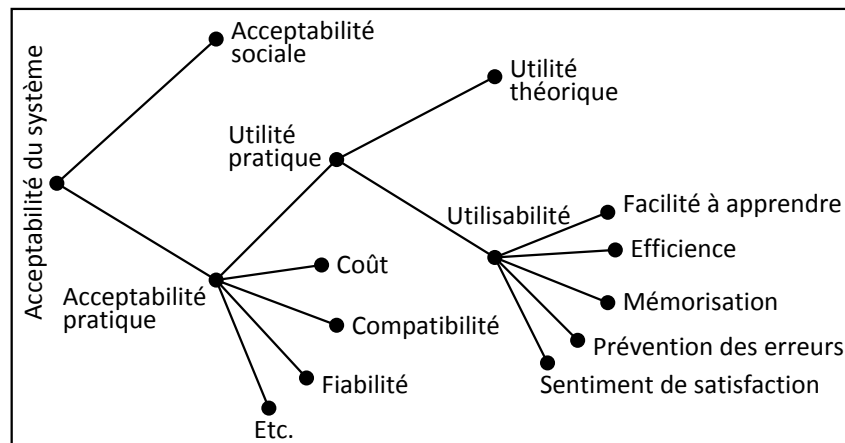 Acceptabilité du système
Acceptabilité
sociale
Utilité
théorique
Utilité
pratique
Utilisabilité
Facilité à apprendre
Efficience
Mémorisation
Prévention des erreurs
Sentiment de satisfaction
Acceptabilité
pratique
Coût
Compatibilité
Fiabilité
Etc.